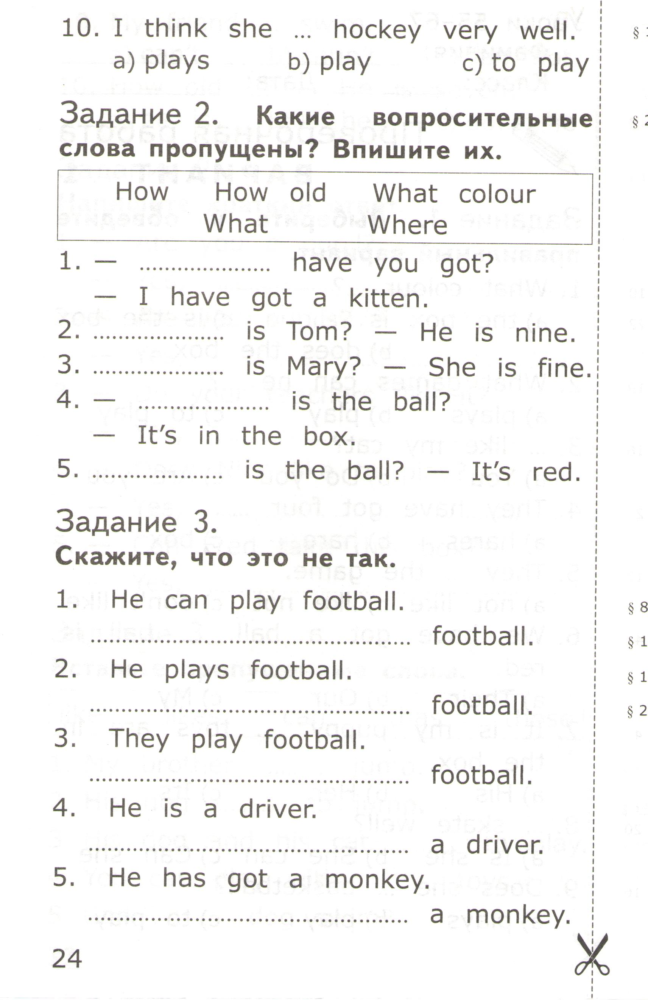 10. I think she ... hockey very well.
a) plays b) play c) to play
Задание 2. Какие вопросительные
слова пропущены? Впишите их.
How How old What colour
What Where
1. — ..................... have you got?
— I have got a kitten.
2. ..................... is Tom? — He is nine.
3. ..................... is Mary? — She is fine.
4. — ..................... is the ball?
— It's in the box.
5. ..................... is the ball? — It's red.
Задание 3.
Скажите, что это не так.
1. He can play football.
.................................................... football.
2. He plays football.
.................................................... football.
3. They play football.
.................................................... football.
4. He is a driver.
.................................................... a driver.
5. He has got a monkey.
.................................................... a monkey.
24
§
§ 2
§ 8
§ 1
§ 1
§ 2